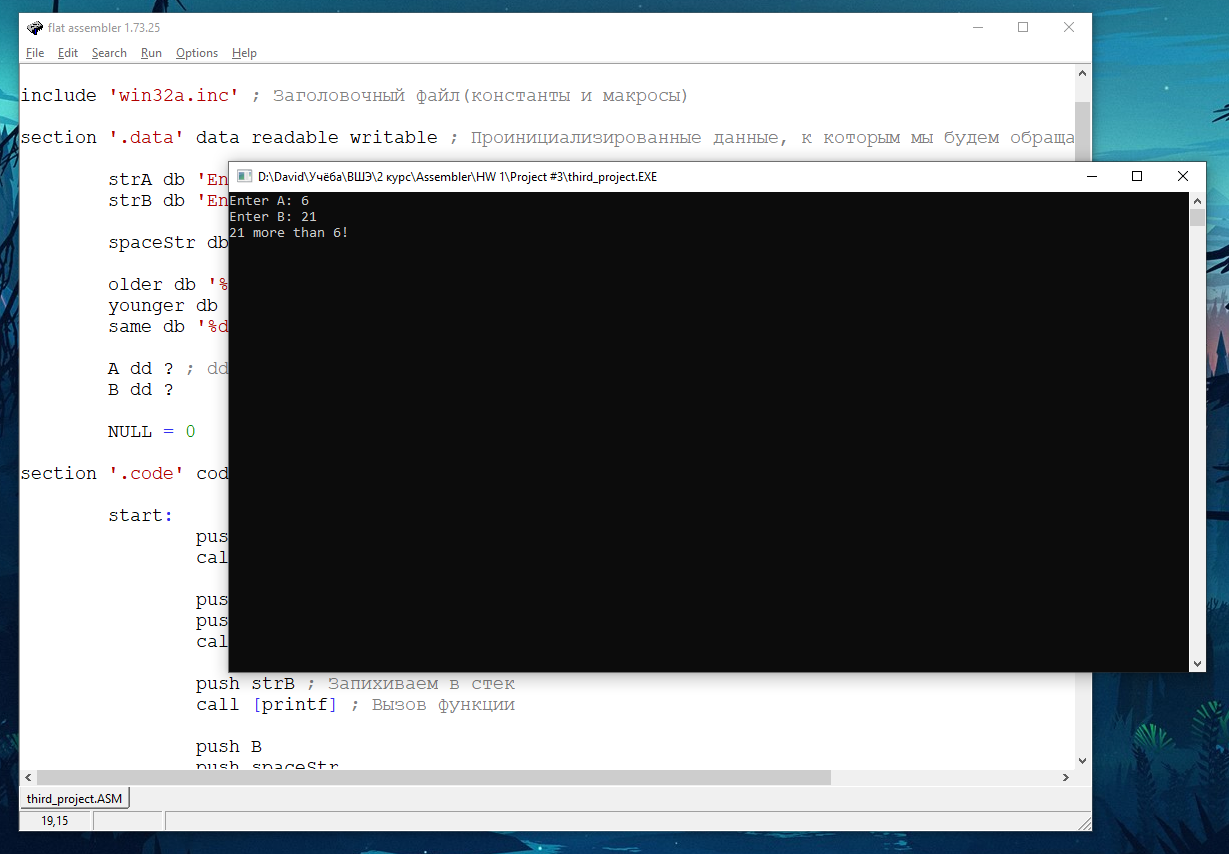 flat assembler 1.73.25
File Edit Search Run Options Help
include 'win32a.inc' ; Заголовочный файл(константы и макросы)
section '.data' data readable writable ; Проинициализированные данные, к которым мы будем обраща
strA db 'En
strB db 'En
spaceStr db
older db '%
younger db
same db '%d
A dd ? ; dd
B dd ?
NULL = 0
section '.code' cod
start:
pus
cal
pus
pus
cal
push strB ; Запихиваем в стек
call [printf] ; Вызов функции
push B
push spaceStr
third_project.ASM
19,15
D:\David\Учёба\ВШЭ\2 курс\Assembler\HW 1\Project #3\third_project.EXE
Enter A: 6
Enter B: 21
21 more than 6!